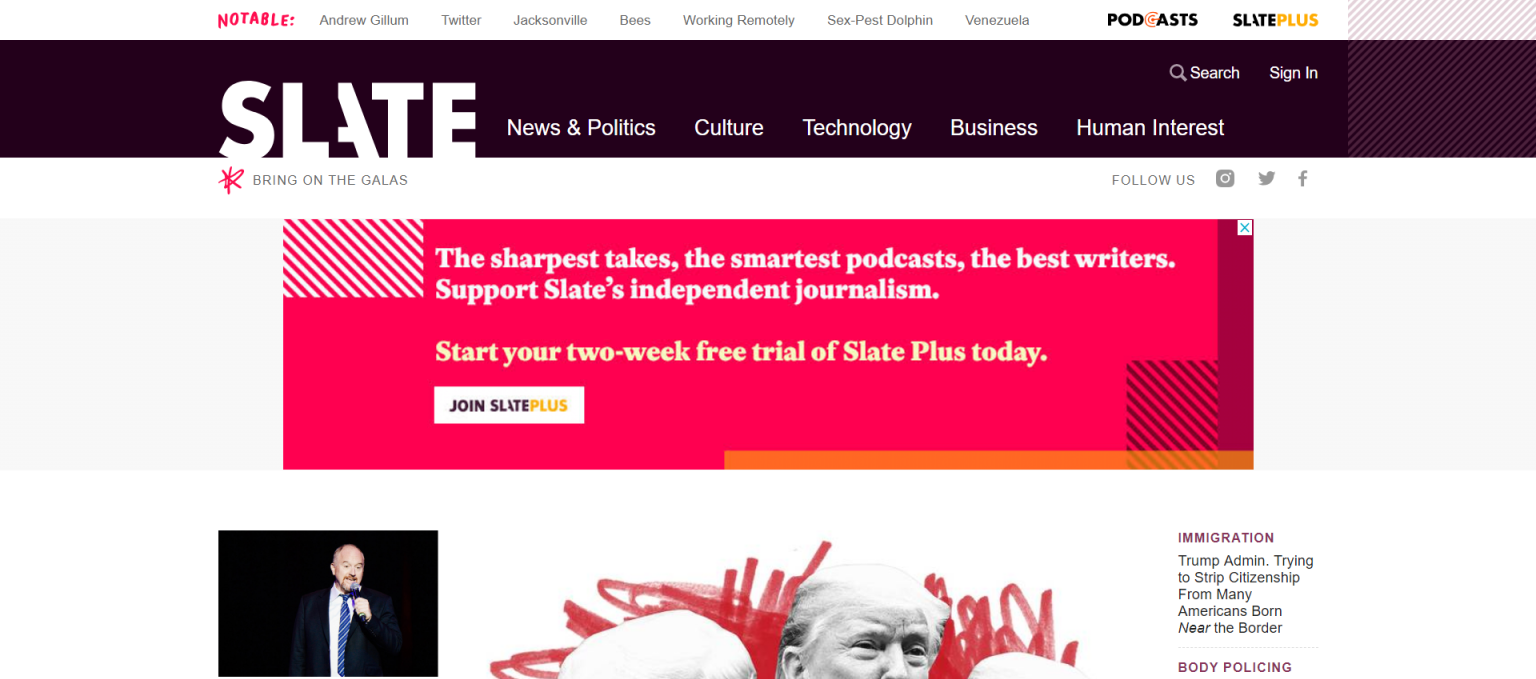 NOTABLE: Andrew Gillum Twitter Jacksonville Bees Working Remotely Sex-Pest Dolphin Venezuela PODCASTS SLATEPLUS
Search Sign In
SLATE News & Politics Culture Technology Business Human Interest
BRING ON THE GALAS FOLLOW US
The sharpest takes, the smartest podcasts, the best writers.
Support Slate's independent journalism.
Start your two-week free trial of Slate Plus today.
JOIN SLATEPLUS
IMMIGRATION
Trump Admin. Trying
to Strip Citizenship
From Many
Americans Born
Near the Border
BODY POLICING